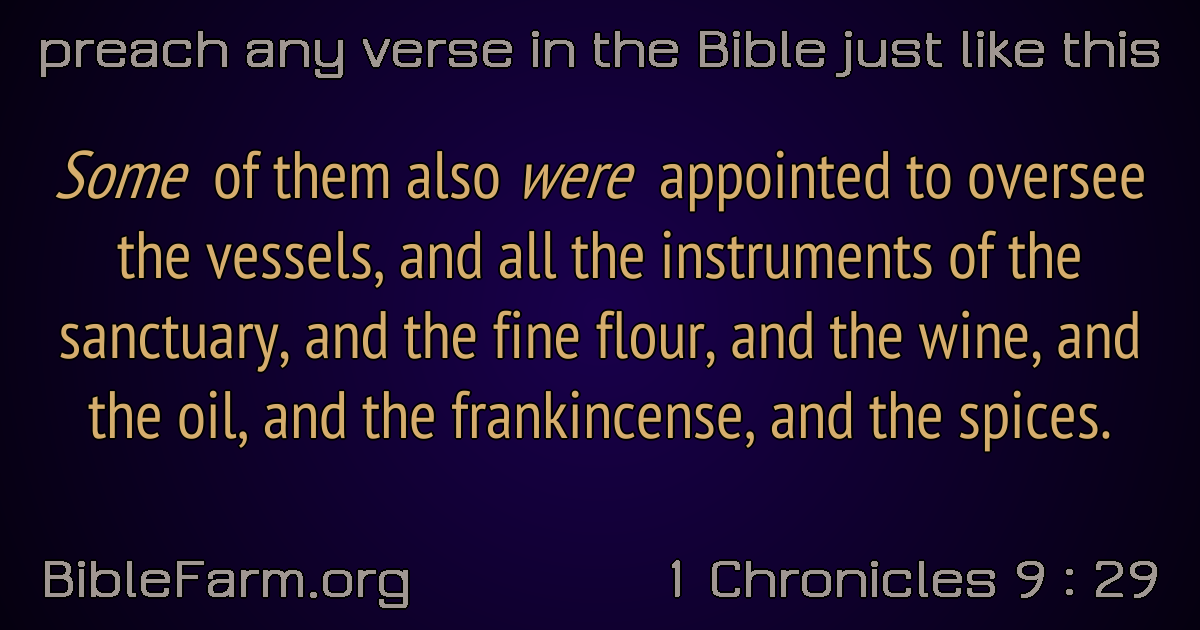 preach any verse in the Bible just like this
Some of them also were appointed to oversee
the vessels, and all the instruments of the
sanctuary, and the fine flour, and the wine, and
the oil, and the frankincense, and the spices.
BibleFarm.org
1 Chronicles 9 : 29